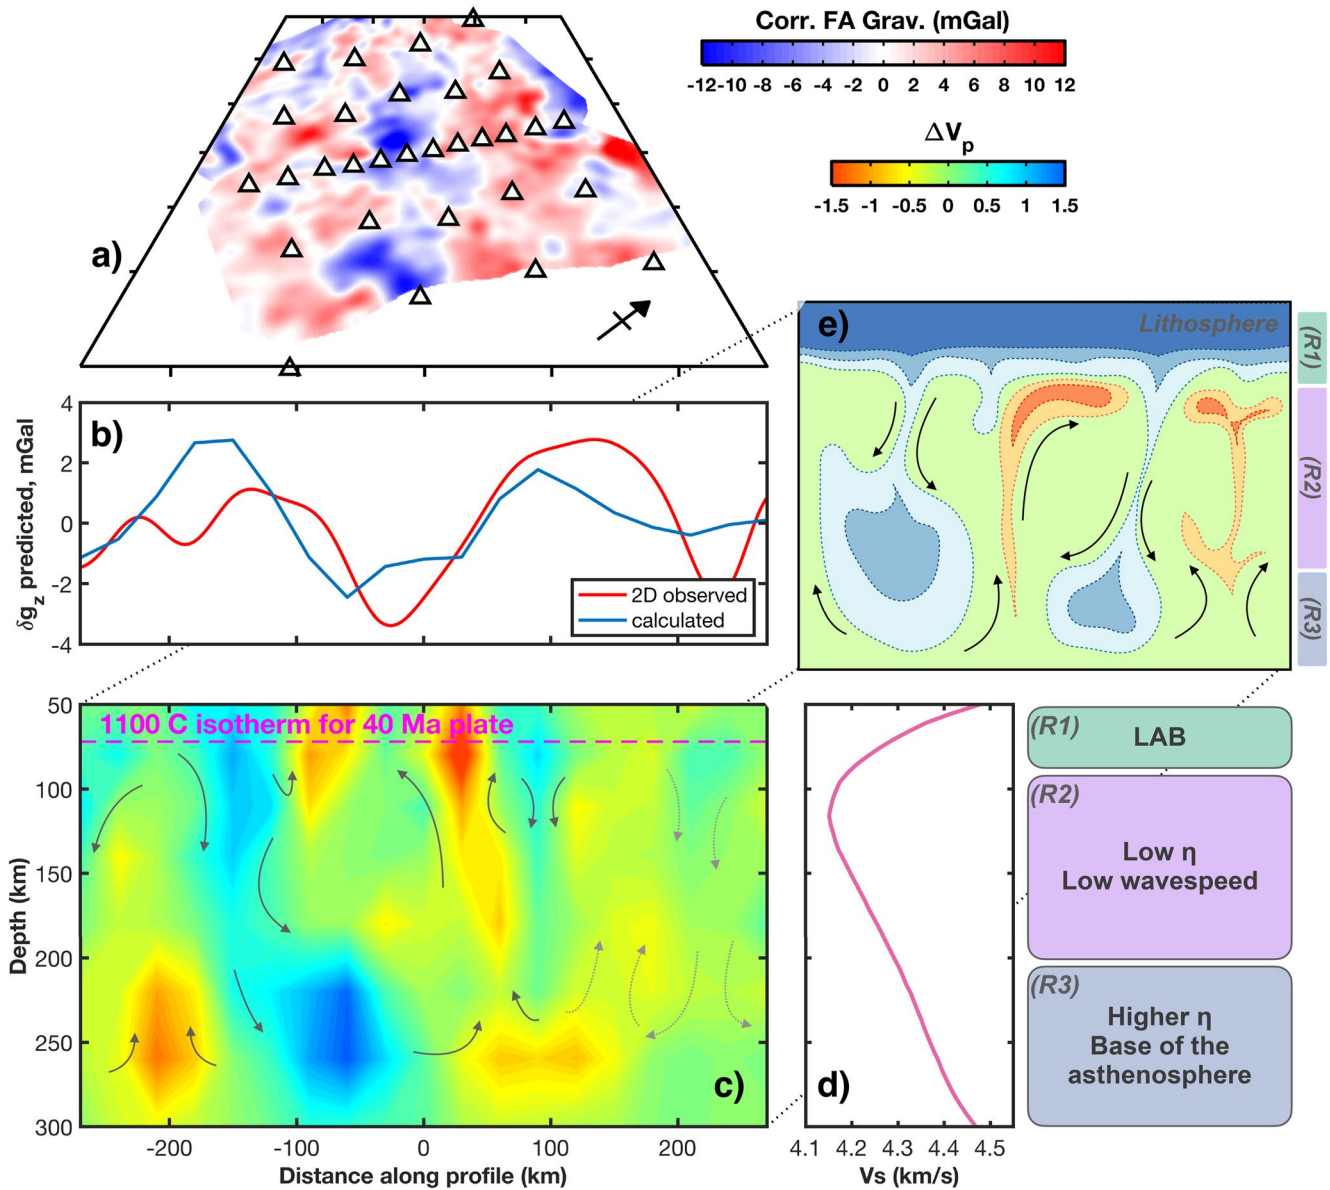 Corr. FA Grav. (mGal)
-12 -10 -8 -6 -4 -2 0 2 4 6 8 10 12
ΔVp
-1.5 -1 -0.5 0 0.5 1 1.5
a)
b)
δgz predicted, mGal
4
2
0
-2
-4
2D observed
calculated
e)
Lithosphere
(R1)
(R2)
(R3)
1100 C isotherm for 40 Ma plate
Depth (km)
50
100
150
200
250
300
c)
-200 -100 0 100 200
Distance along profile (km)
d)
4.1 4.2 4.3 4.4 4.5
Vs (km/s)
(R1)
LAB
(R2)
Low η
Low wavespeed
(R3)
Higher η
Base of the
asthenosphere